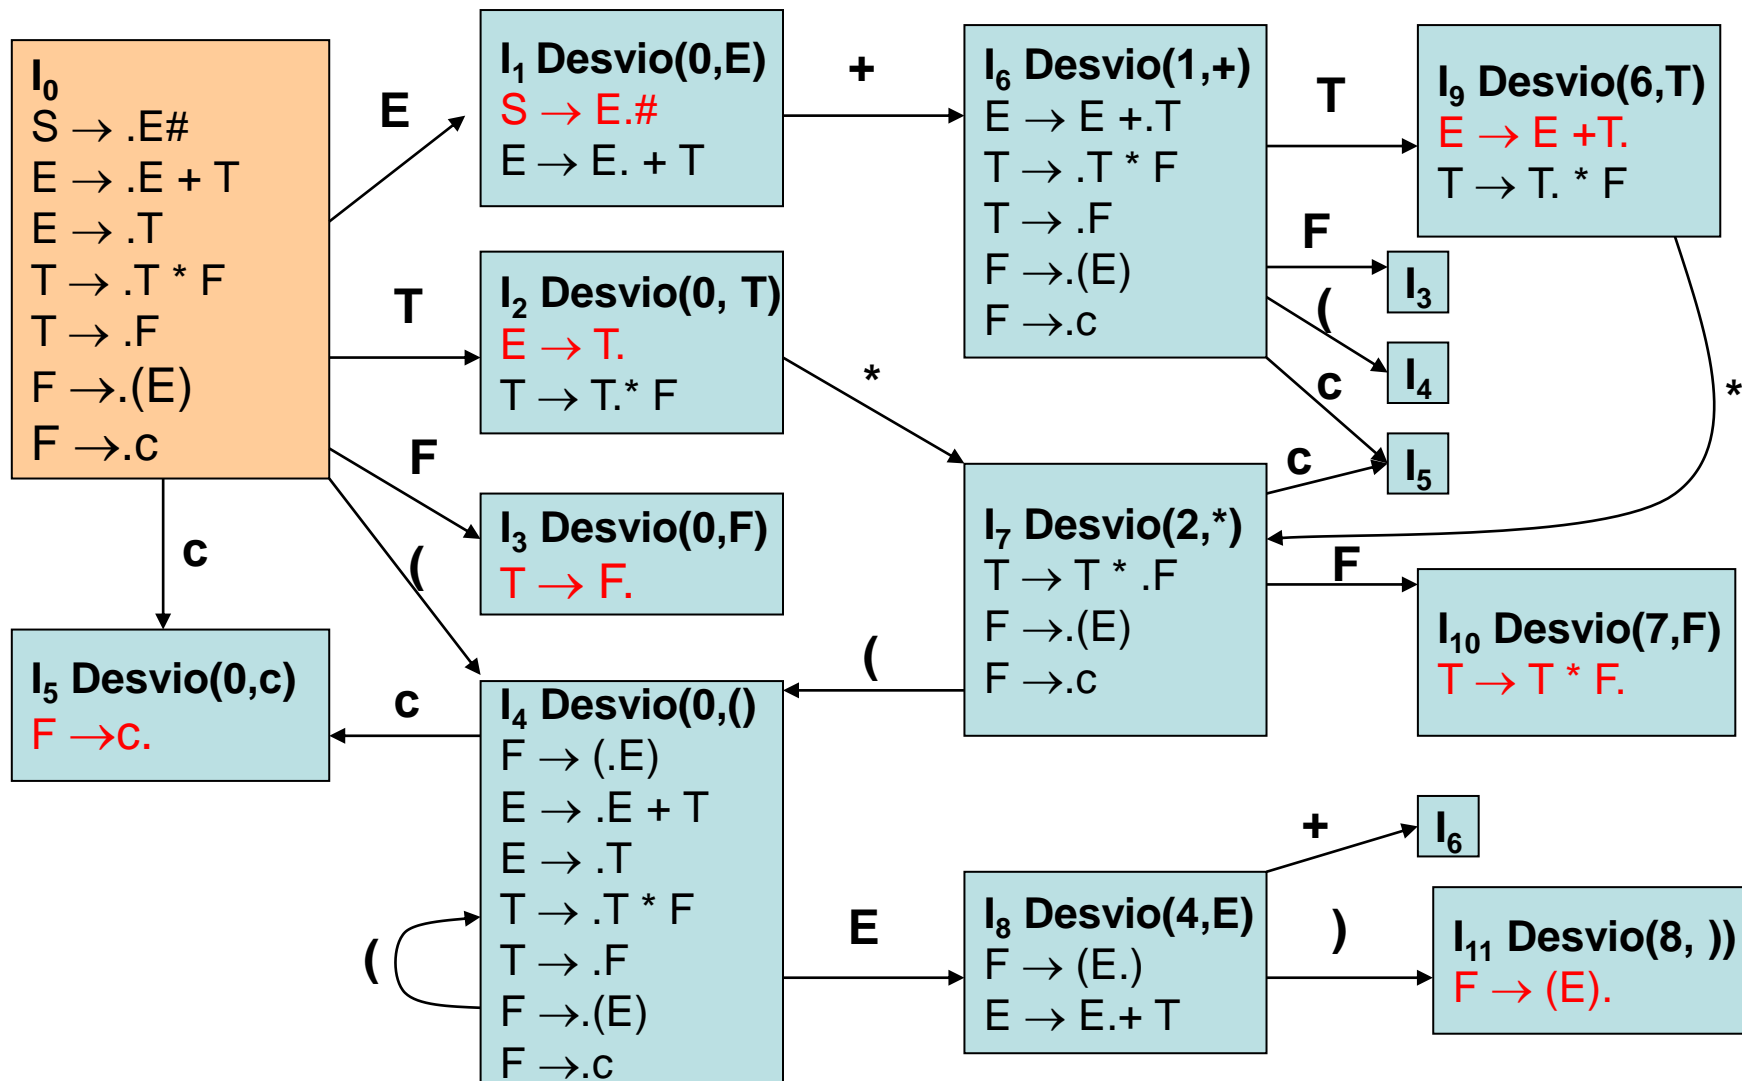 I₀
S → .E#
E → .E + T
E → .T
T → .T * F
T → .F
F →.(E)
F →.c
E
T
F
(
c
I₁ Desvio(0,E)
S → E.#
E → E. + T
+
I₂ Desvio(0, T)
E → T.
T → T.* F
*
I₃ Desvio(0,F)
T → F.
I₅ Desvio(0,c)
F →c.
c
I₄ Desvio(0,()
F → (.E)
E → .E + T
E → .T
T → .T * F
T → .F
F →.(E)
F →.c
(
E
I₆ Desvio(1,+)
E → E +.T
T → .T * F
T → .F
F →.(E)
F →.c
T
F
(
c
I₃
I₄
I₅
I₉ Desvio(6,T)
E → E +T.
T → T. * F
*
I₇ Desvio(2,*)
T → T * .F
F →.(E)
F →.c
c
F
(
I₁₀ Desvio(7,F)
T → T * F.
I₈ Desvio(4,E)
F → (E.)
E → E.+ T
+
I₆
)
I₁₁ Desvio(8, ))
F → (E).